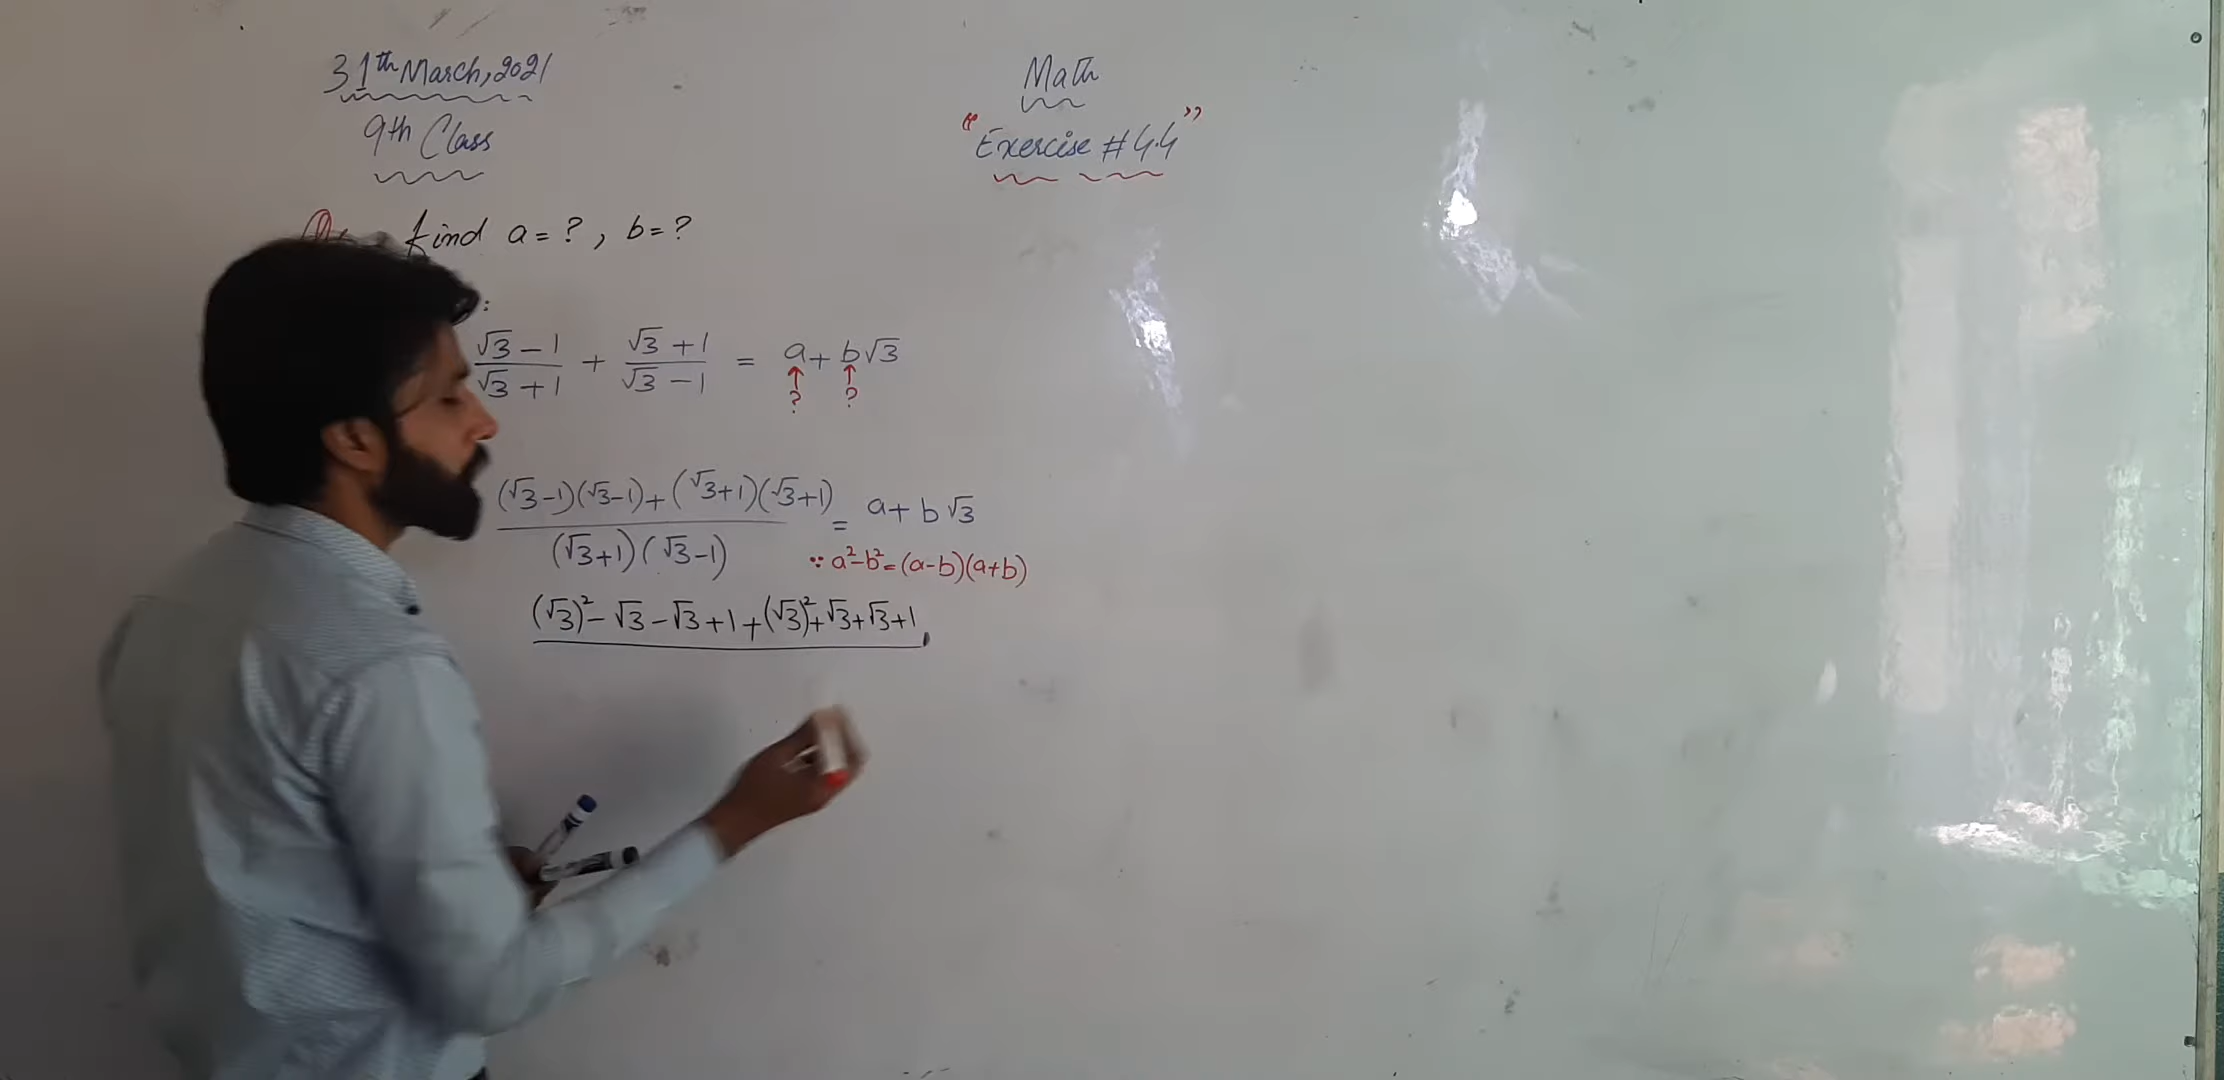 31th March, 2021
Math
9th Class
"Exercise # 4.4"
find a = ? , b = ?
:
√3 - 1 / √3 + 1 + √3 + 1 / √3 - 1 = a + b√3
? ?
(√3-1)(√3-1) + (√3+1)(√3+1) / (√3+1)(√3-1) = a + b√3
∵ a²-b² = (a-b)(a+b)
(√3)² - √3 - √3 + 1 + (√3)² + √3 + √3 + 1